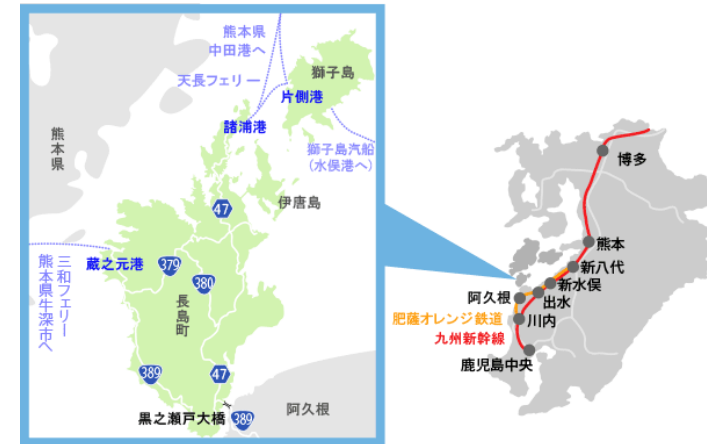 熊本県
中田港へ
天長フェリー
獅子島
片側港
諸浦港
熊本県
獅子島汽船
(水俣港へ)
伊唐島
47
蔵之元港
379
380
三和フェリー
熊本県牛深市へ
長島町
389
47
黒之瀬戸大橋
389
阿久根
博多
熊本
新八代
新水俣
阿久根
出水
肥薩オレンジ鉄道
川内
九州新幹線
鹿児島中央